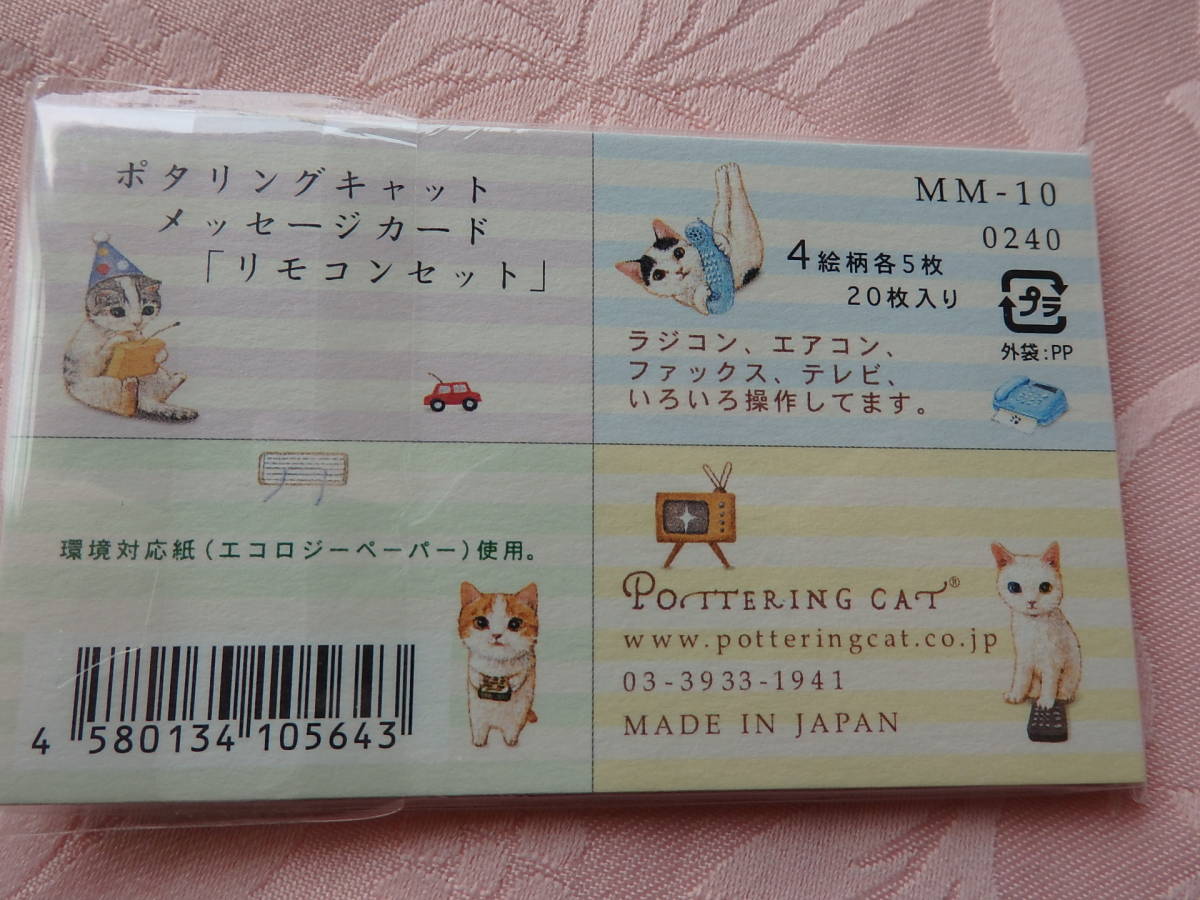 ポタリングキャット
メッセージカード
「リモコンセット」
MM-10
0240
4絵柄各5枚
20枚入り
プラ
外袋:PP
ラジコン、エアコン、
ファックス、テレビ、
いろいろ操作してます。
環境対応紙(エコロジーペーパー)使用。
4 580134 105643
POTTERING CAT®
www.potteringcat.co.jp
03-3933-1941
MADE IN JAPAN